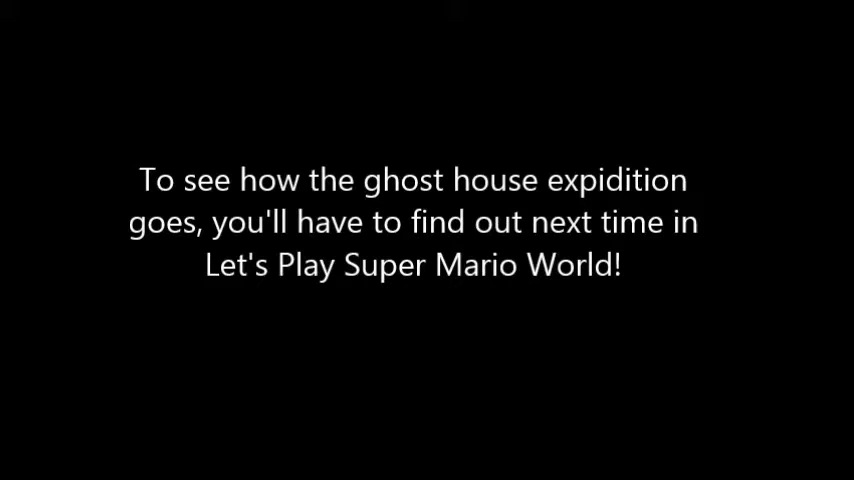 To see how the ghost house expidition
goes, you'll have to find out next time in
Let's Play Super Mario World!